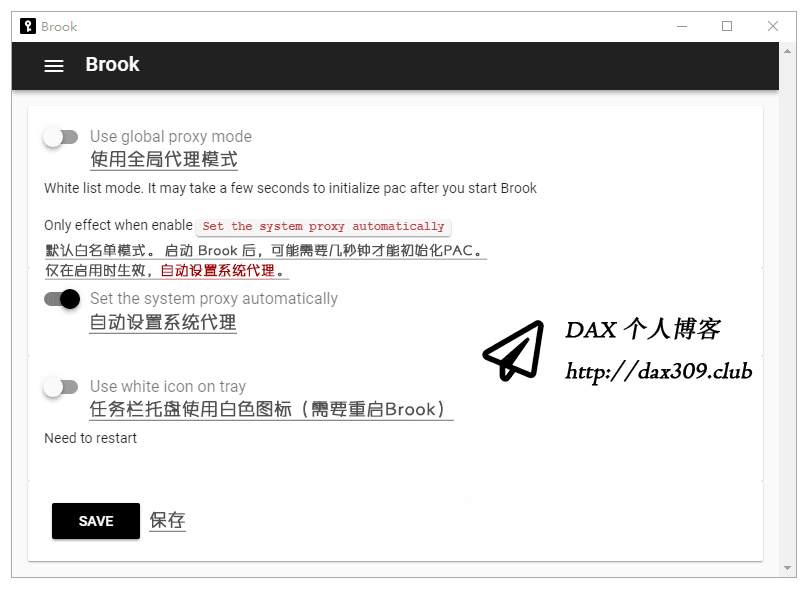 Brook
Brook
Use global proxy mode
使用全局代理模式
White list mode. It may take a few seconds to initialize pac after you start Brook
Only effect when enable Set the system proxy automatically
默认白名单模式。 启动 Brook 后，可能需要几秒钟才能初始化PAC。
仅在启用时生效，自动设置系统代理。
Set the system proxy automatically
自动设置系统代理
DAX 个人博客
http://dax309.club
Use white icon on tray
任务栏托盘使用白色图标（需要重启Brook）
Need to restart
SAVE 保存